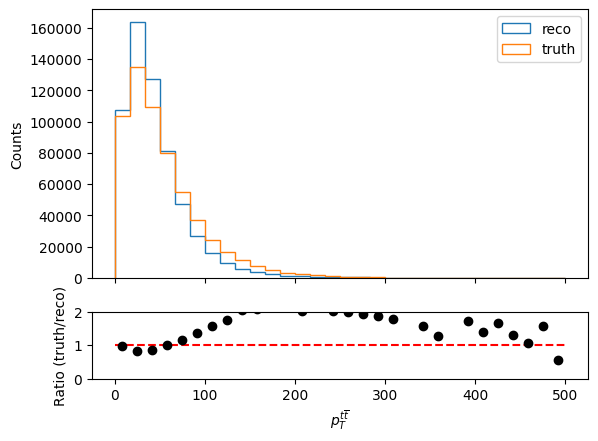 reco
truth
160000
140000
120000
100000
80000
60000
40000
20000
0
Counts
2
1
0
Ratio (truth/reco)
0 100 200 300 400 500
$p_T^{t\overline{t}}$